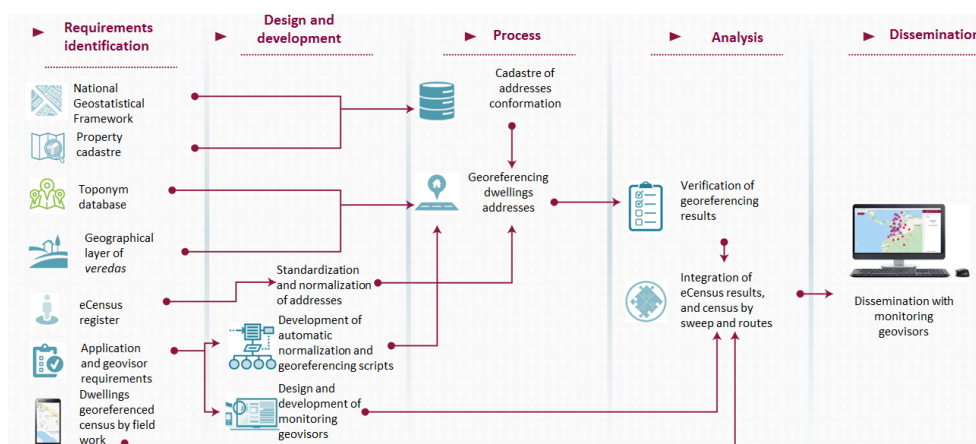 Requirements
identification
Design and
development
Process
Analysis
Dissemination
National
Geostatistical
Framework
Property
cadastre
Toponym
database
Geographical
layer of
veredas
eCensus
register
Application
and geovisor
requirements
Dwellings
georeferenced
census by field
work
Standardization
and normalization
of addresses
Development of
automatic
normalization and
georeferencing scripts
Design and
development of
monitoring
geovisors
Cadastre of
addresses
conformation
Georeferencing
dwellings
addresses
Verification of
georeferencing
results
Integration of
eCensus results,
and census by
sweep and routes
Dissemination with
monitoring
geovisors